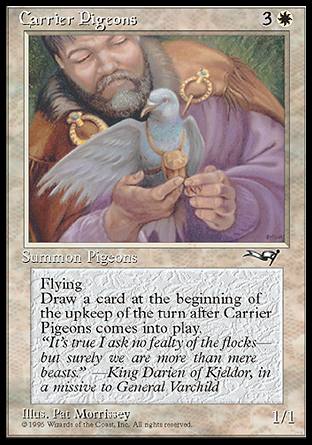 Carrier Pigeons 3
Summon Pigeons
Flying
Draw a card at the beginning of
the upkeep of the turn after Carrier
Pigeons comes into play.
"It's true I ask no fealty of the flocks—
but surely we are more than mere
beasts." —King Darien of Kjeldor, in
a missive to General Varchild
Illus. Pat Morrissey
1/1
©1996 Wizards of the Coast, Inc. All rights reserved.